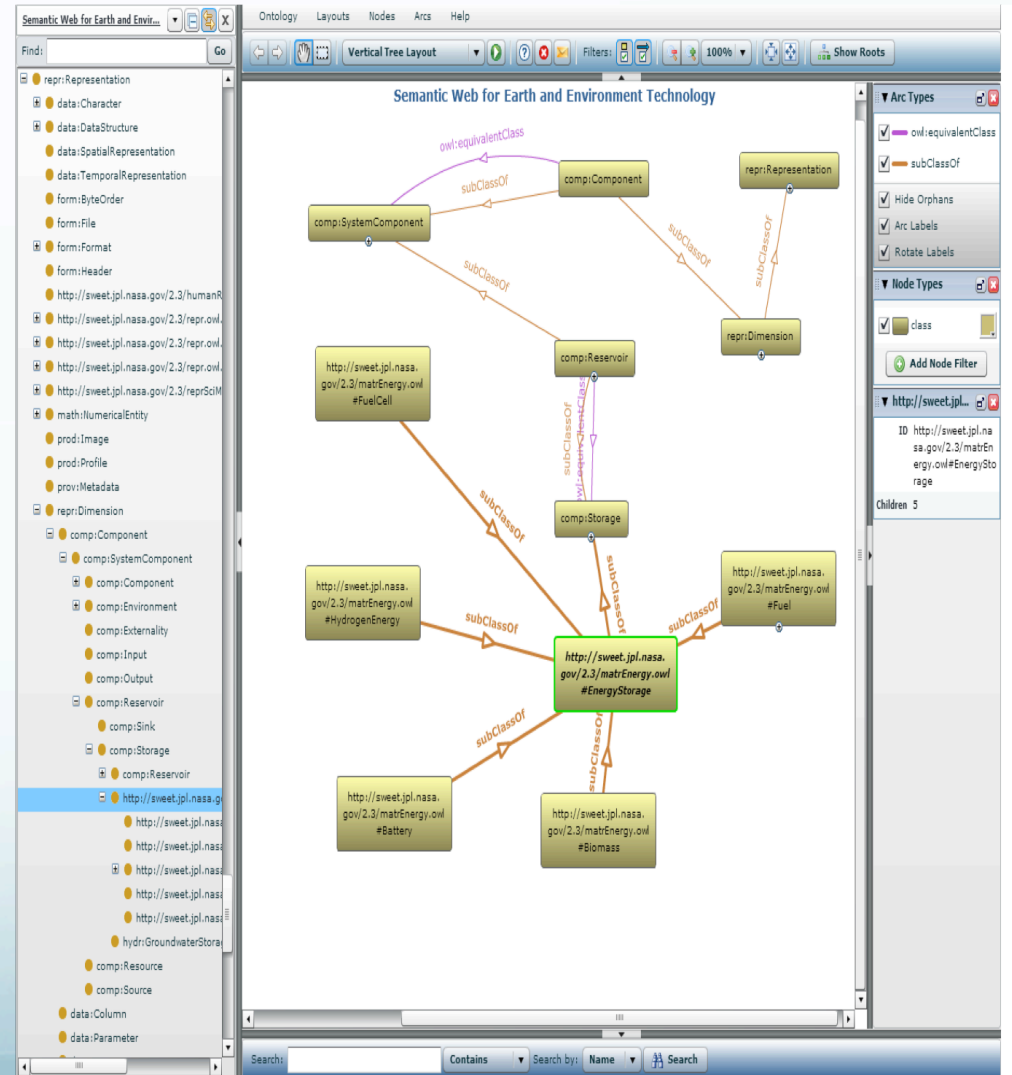 Semantic Web for Earth and Envir...
Find:
Go
repr:Representation
data:Character
data:DataStructure
data:SpatialRepresentation
data:TemporalRepresentation
form:ByteOrder
form:File
form:Format
form:Header
http://sweet.jpl.nasa.gov/2.3/humanR
http://sweet.jpl.nasa.gov/2.3/repr.owl.
http://sweet.jpl.nasa.gov/2.3/repr.owl.
http://sweet.jpl.nasa.gov/2.3/repr.owl.
http://sweet.jpl.nasa.gov/2.3/reprSciM
math:NumericalEntity
prod:Image
prod:Profile
prov:Metadata
repr:Dimension
comp:Component
comp:SystemComponent
comp:Component
comp:Environment
comp:Externality
comp:Input
comp:Output
comp:Reservoir
comp:Sink
comp:Storage
comp:Reservoir
http://sweet.jpl.nasa.g
http://sweet.jpl.nasa
http://sweet.jpl.nasa
http://sweet.jpl.nasa
http://sweet.jpl.nasa
http://sweet.jpl.nasa
hydr:GroundwaterStora
comp:Resource
comp:Source
data:Column
data:Parameter
Ontology Layouts Nodes Arcs Help
Vertical Tree Layout
Filters:
100%
Show Roots
Semantic Web for Earth and Environment Technology
owl:equivalentClass
subClassOf
comp:Component
repr:Representation
comp:SystemComponent
subClassOf
subClassOf
subClassOf
comp:Reservoir
repr:Dimension
http://sweet.jpl.nasa.
gov/2.3/matrEnergy.owl
#FuelCell
subClassOf
owl:equivalentClass
subClassOf
comp:Storage
http://sweet.jpl.nasa.
gov/2.3/matrEnergy.owl
#HydrogenEnergy
subClassOf
subClassOf
http://sweet.jpl.nasa.
gov/2.3/matrEnergy.owl
#Fuel
subClassOf
http://sweet.jpl.nasa.
gov/2.3/matrEnergy.owl
#EnergyStorage
subClassOf
subClassOf
http://sweet.jpl.nasa.
gov/2.3/matrEnergy.owl
#Battery
http://sweet.jpl.nasa.
gov/2.3/matrEnergy.owl
#Biomass
Arc Types
owl:equivalentClass
subClassOf
Hide Orphans
Arc Labels
Rotate Labels
Node Types
class
Add Node Filter
http://sweet.jpl...
ID http://sweet.jpl.na
sa.gov/2.3/matrEn
ergy.owl#EnergySto
rage
Children 5
Search:
Contains
Search by:
Name
Search